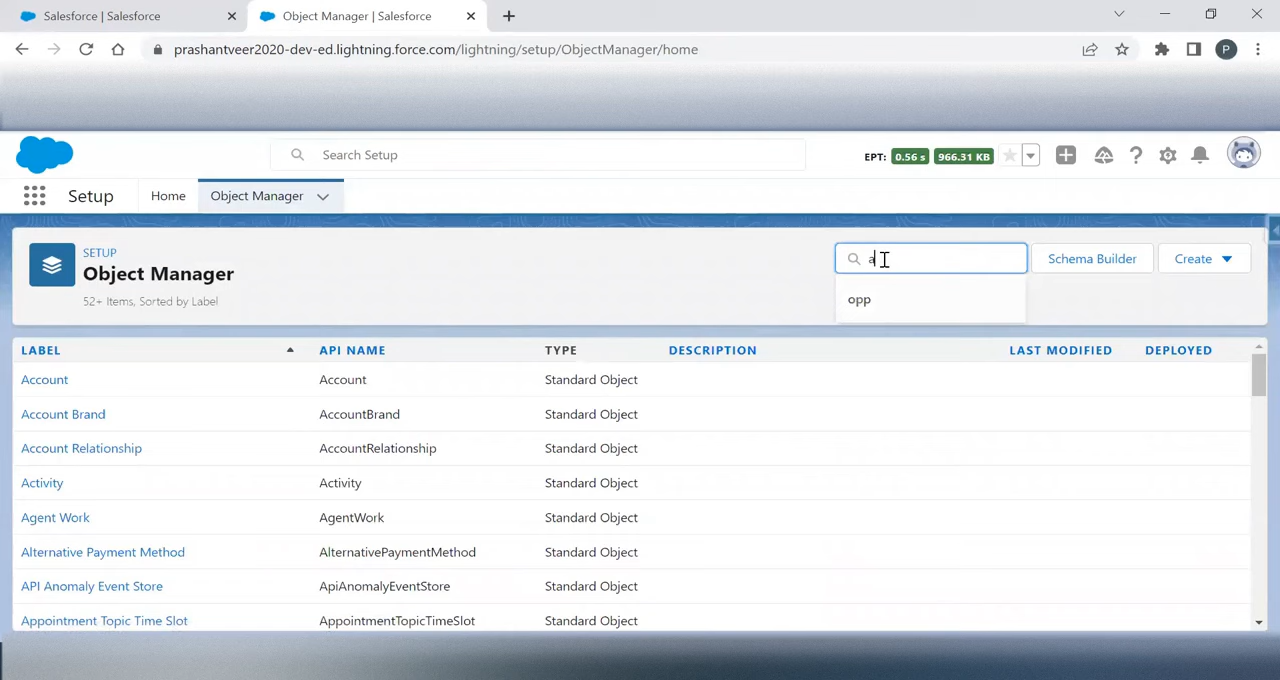 Salesforce | Salesforce
Object Manager | Salesforce
prashantveer2020-dev-ed.lightning.force.com/lightning/setup/ObjectManager/home
P
Search Setup
EPT: 0.56 s 966.31 KB
Setup Home Object Manager
SETUP
Object Manager
52+ Items, Sorted by Label
a
Schema Builder
Create
opp
LABEL API NAME TYPE DESCRIPTION LAST MODIFIED DEPLOYED
Account Account Standard Object
Account Brand AccountBrand Standard Object
Account Relationship AccountRelationship Standard Object
Activity Activity Standard Object
Agent Work AgentWork Standard Object
Alternative Payment Method AlternativePaymentMethod Standard Object
API Anomaly Event Store ApiAnomalyEventStore Standard Object
Appointment Topic Time Slot AppointmentTopicTimeSlot Standard Object